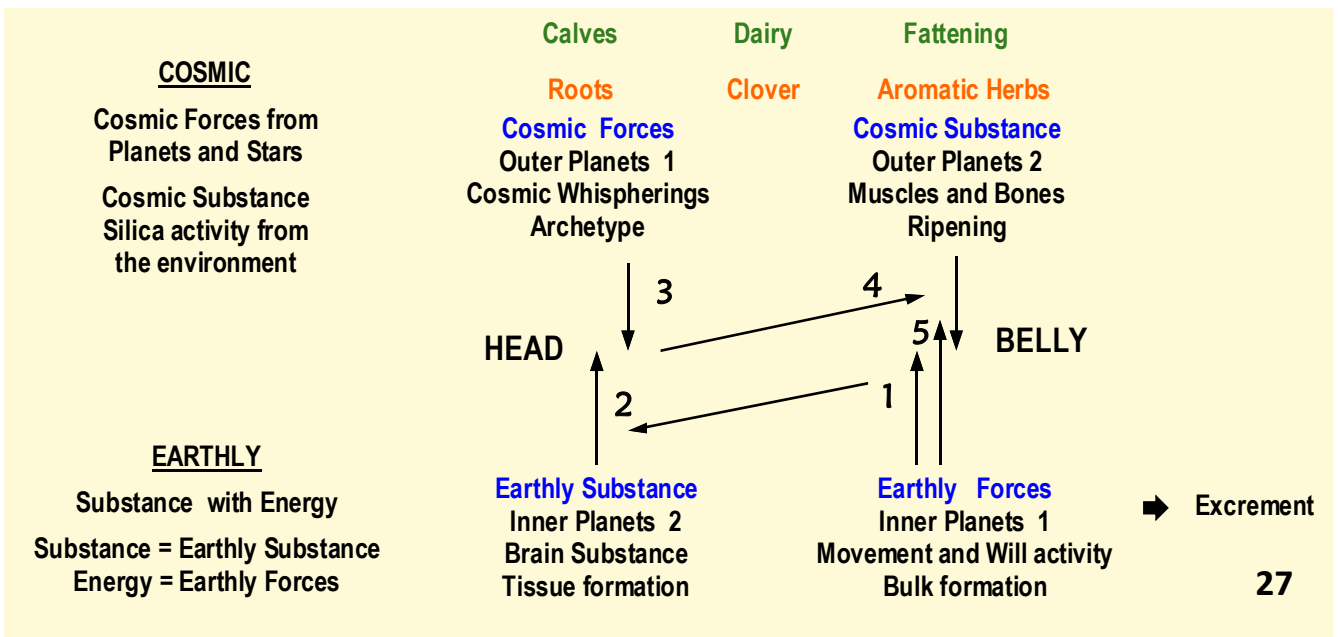 Calves Dairy Fattening
COSMIC
Roots Clover Aromatic Herbs
Cosmic Forces from
Planets and Stars
Cosmic Substance
Silica activity from
the environment
Cosmic Forces
Outer Planets 1
Cosmic Whispherings
Archetype
Cosmic Substance
Outer Planets 2
Muscles and Bones
Ripening
3
4
HEAD
5
BELLY
2
1
EARTHLY
Substance with Energy
Substance = Earthly Substance
Energy = Earthly Forces
Earthly Substance
Inner Planets 2
Brain Substance
Tissue formation
Earthly Forces
Inner Planets 1
Movement and Will activity
Bulk formation
Excrement
27